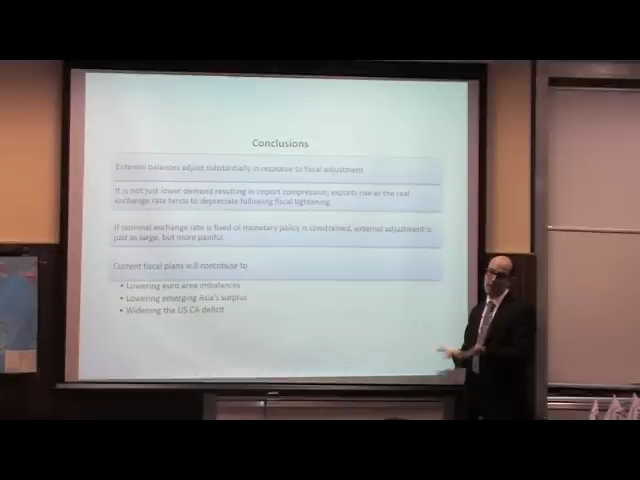 Conclusions
External balances adjust substantially in response to fiscal adjustment
It is not just lower demand resulting in import compression; exports rise as the real
exchange rate tends to depreciate following fiscal tightening.
If nominal exchange rate is fixed or monetary policy is constrained, external adjustment is
just as large, but more painful
Current fiscal plans will contribute to
• Lowering euro area imbalances
• Lowering emerging Asia's surplus
• Widening the US CA deficit